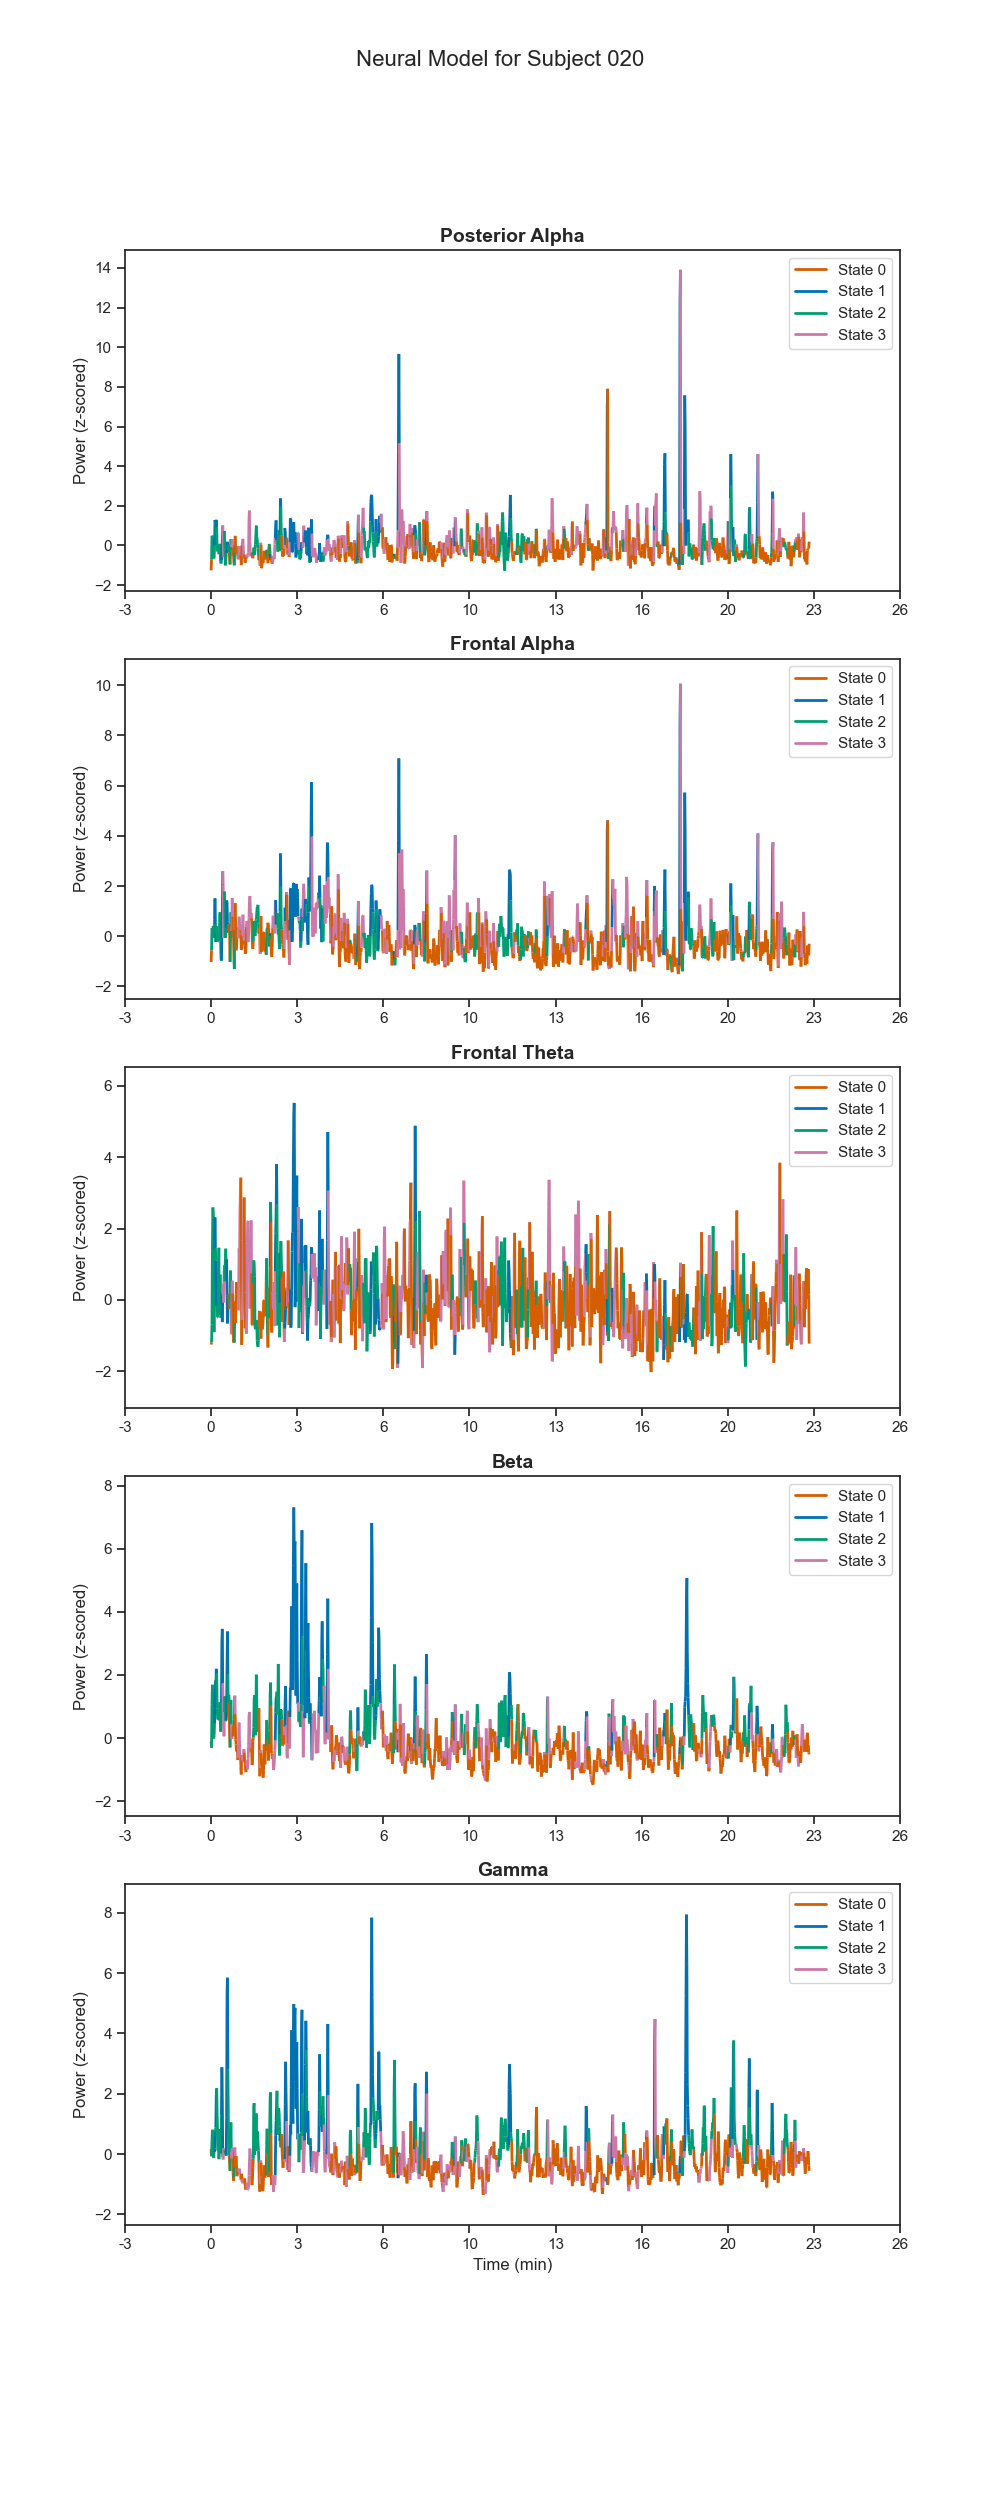 Neural Model for Subject 020
Posterior Alpha
Power (z-scored)
14
12
10
8
6
4
2
0
−2
State 0
State 1
State 2
State 3
-3 0 3 6 10 13 16 20 23 26
Frontal Alpha
Power (z-scored)
10
8
6
4
2
0
−2
State 0
State 1
State 2
State 3
-3 0 3 6 10 13 16 20 23 26
Frontal Theta
Power (z-scored)
6
4
2
0
−2
State 0
State 1
State 2
State 3
-3 0 3 6 10 13 16 20 23 26
Beta
Power (z-scored)
8
6
4
2
0
−2
State 0
State 1
State 2
State 3
-3 0 3 6 10 13 16 20 23 26
Gamma
Power (z-scored)
8
6
4
2
0
−2
State 0
State 1
State 2
State 3
-3 0 3 6 10 13 16 20 23 26
Time (min)